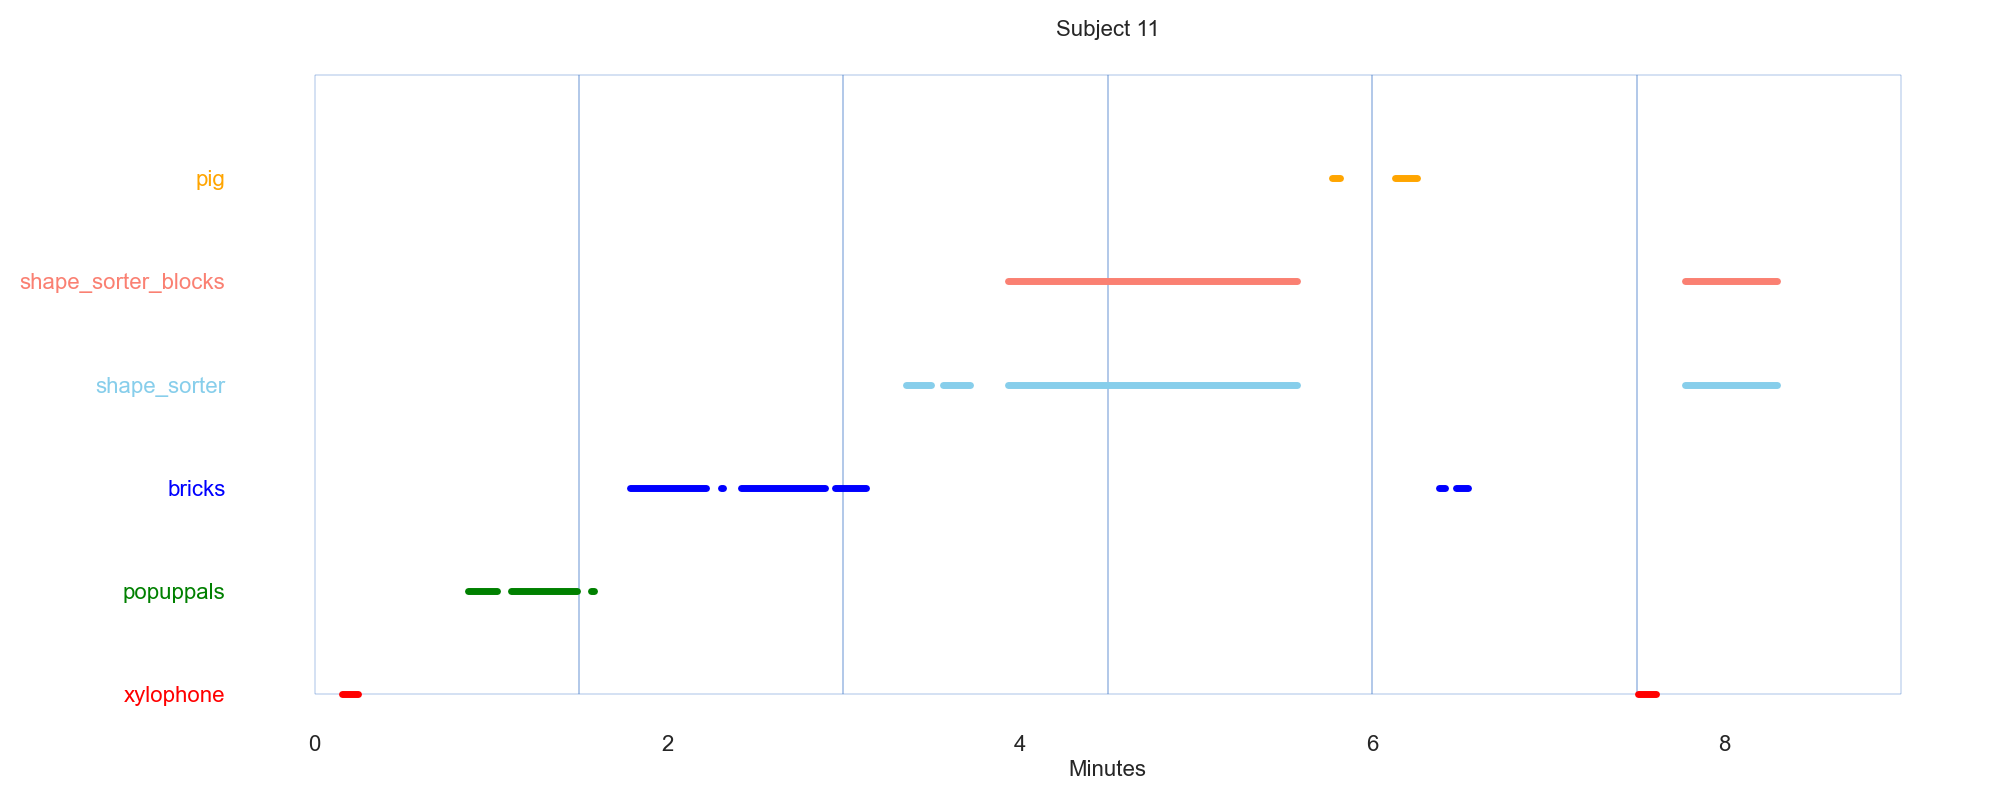 Subject 11
pig
shape_sorter_blocks
shape_sorter
bricks
popuppals
xylophone
0 2 4 6 8
Minutes